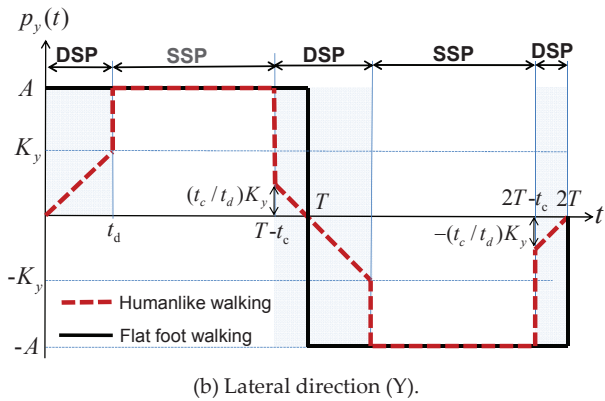 p_y(t)
DSP SSP DSP SSP DSP
A
K_y
(t_c / t_d) K_y
T
2T-t_c 2T
t
t_d
T-t_c
-(t_c / t_d) K_y
-K_y
Humanlike walking
Flat foot walking
-A
(b) Lateral direction (Y).